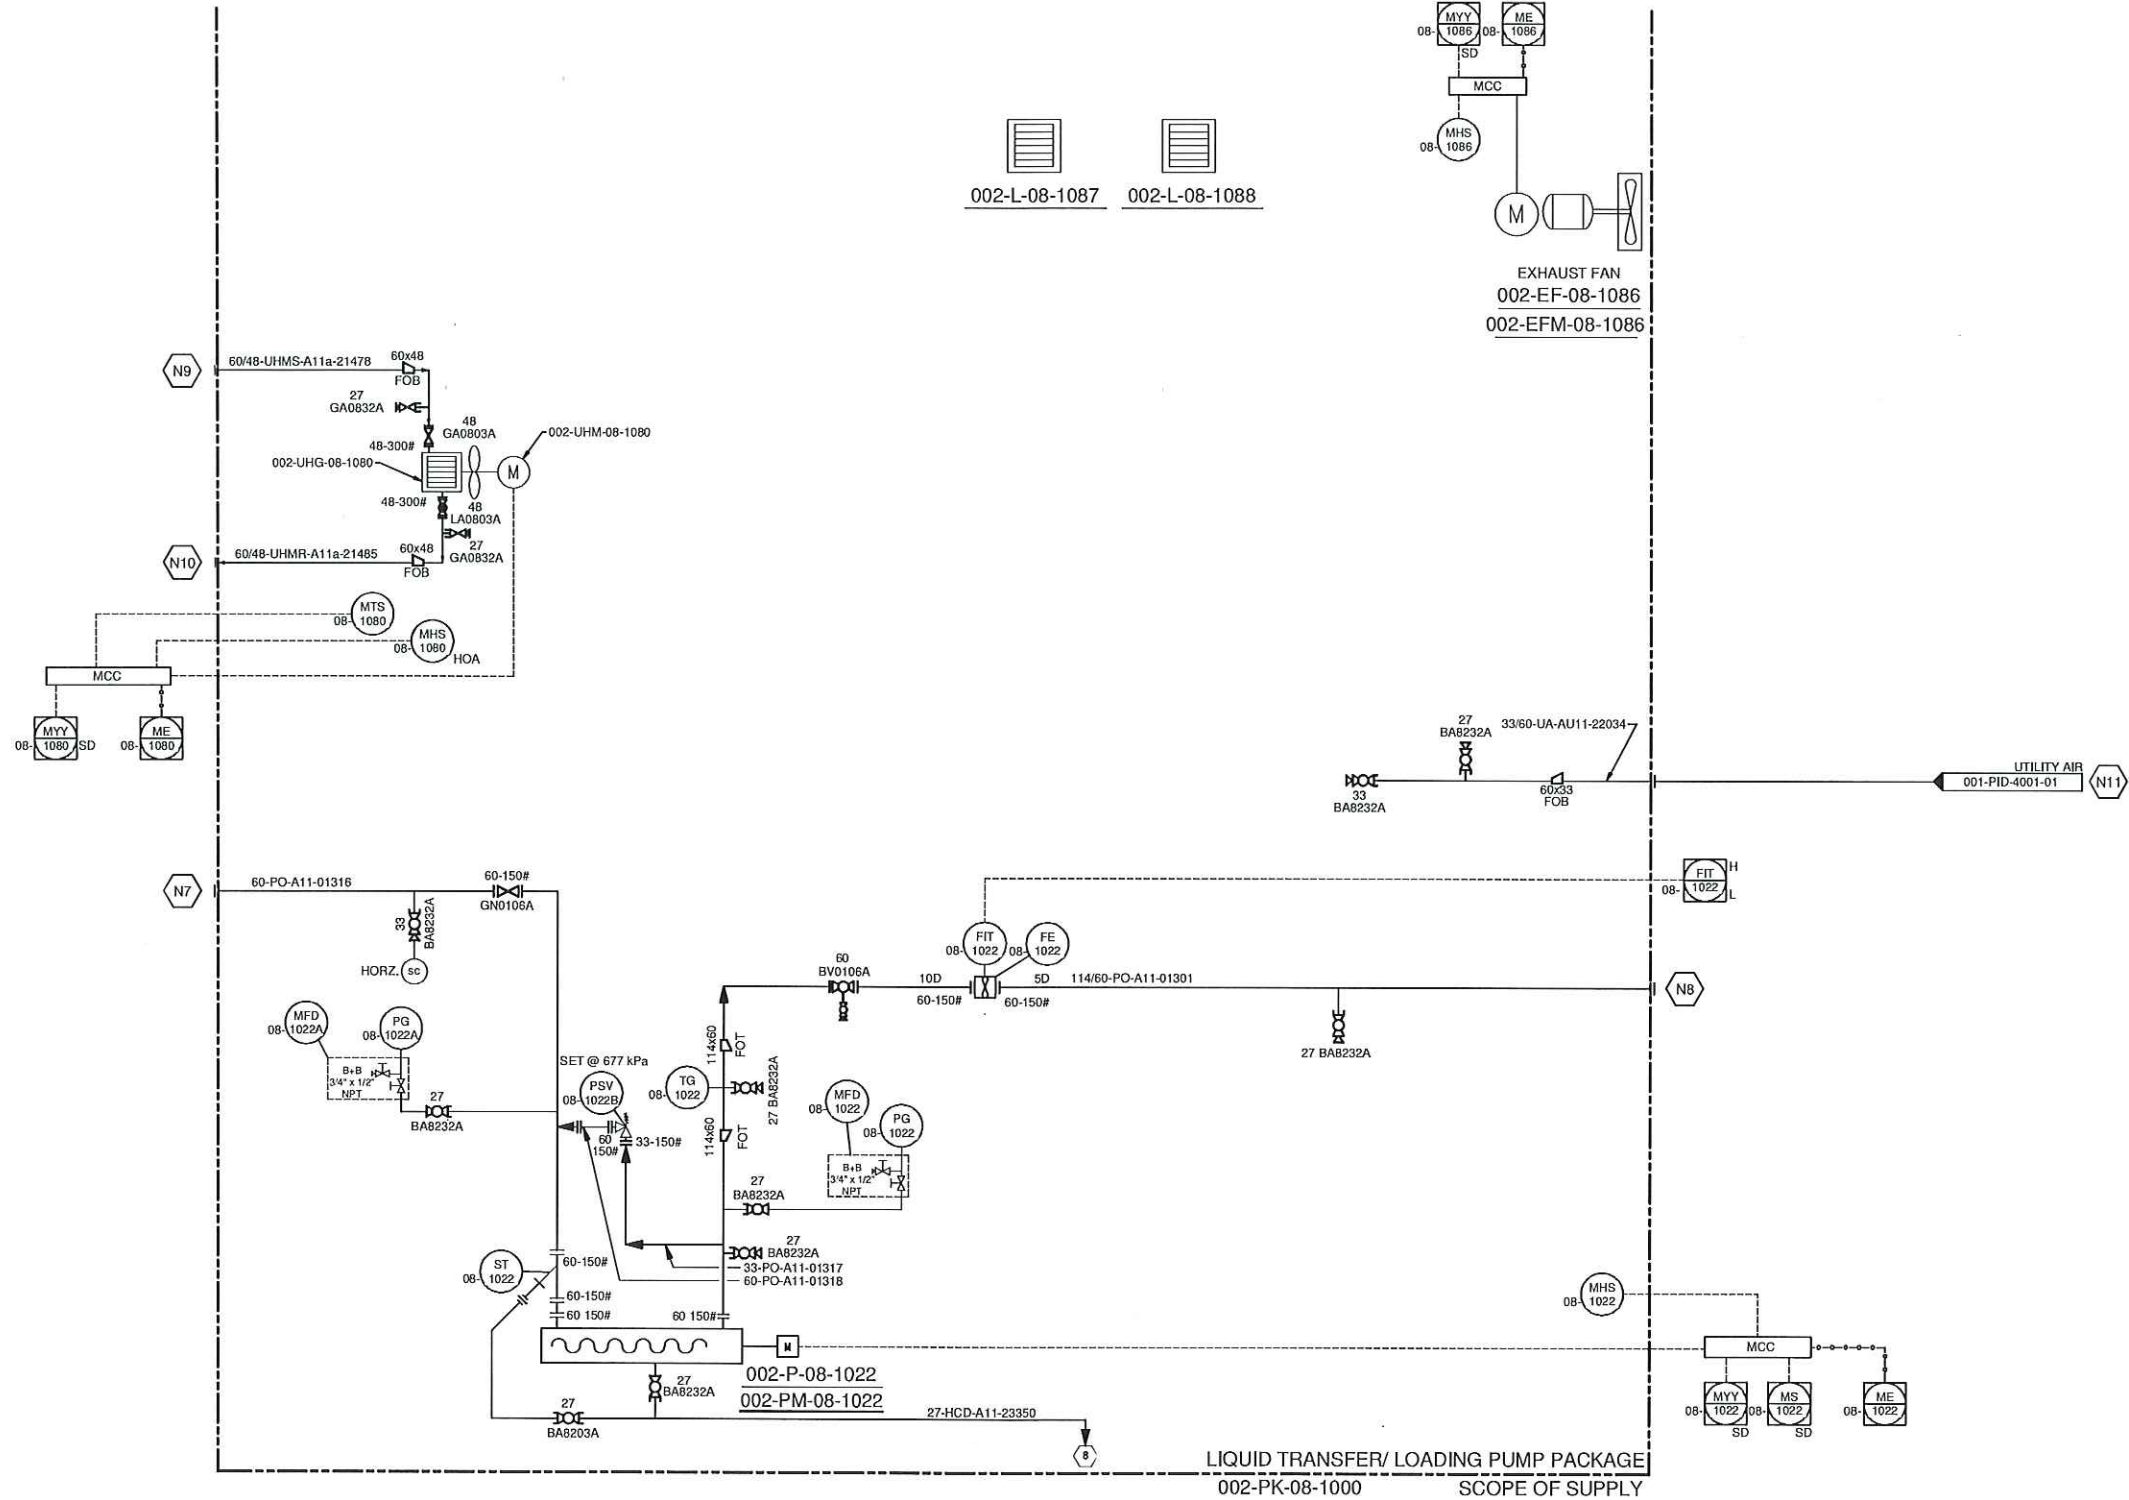 MYY
08- 1086
SD
ME
08- 1086
MCC
MHS
08- 1086
M
EXHAUST FAN
002-EF-08-1086
002-EFM-08-1086
002-L-08-1087
002-L-08-1088
N9
60/48-UHMS-A11a-21478
60x48
FOB
27
GA0832A
48
GA0803A
48-300#
002-UHM-08-1080
002-UHG-08-1080
M
48-300#
48
LA0803A
27
GA0832A
N10
60/48-UHMR-A11a-21485
60x48
FOB
MTS
08- 1080
MHS
08- 1080
HOA
MCC
MYY
08- 1080 SD
ME
08- 1080
27
BA8232A
33/60-UA-AU11-22034
33
BA8232A
60x33
FOB
UTILITY AIR
001-PID-4001-01
N11
N7
60-PO-A11-01316
60-150#
GN0106A
33
BA8232A
HORZ. SC
FIT
08- 1022
H
L
FIT
08- 1022
FE
08- 1022
60
BV0106A
10D
60-150#
5D
60-150#
114/60-PO-A11-01301
N8
27 BA8232A
MFD
08- 1022A
PG
08- 1022A
B+B
3/4" x 1/2"
NPT
27
BA8232A
SET @ 677 kPa
PSV
08- 1022B
60
150#
33-150#
114x60
FOT
TG
08- 1022
27 BA8232A
114x60
FOT
MFD
08- 1022
PG
08- 1022
B+B
3/4" x 1/2"
NPT
27
BA8232A
27
BA8232A
33-PO-A11-01317
60-PO-A11-01318
ST
08- 1022
60-150#
60-150#
60 150#
60 150#
M
002-P-08-1022
002-PM-08-1022
27
BA8232A
27
BA8203A
27-HCD-A11-23350
8
MHS
08- 1022
MCC
MYY
08- 1022
SD
MS
08- 1022
SD
ME
08- 1022
LIQUID TRANSFER/ LOADING PUMP PACKAGE
002-PK-08-1000
SCOPE OF SUPPLY